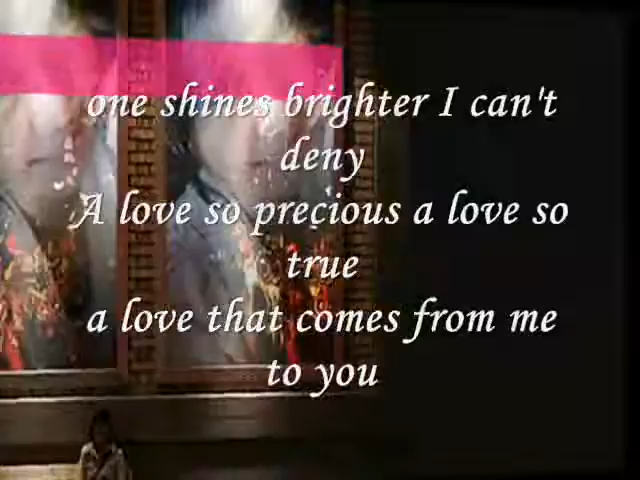 one shines brighter I can't
deny
A love so precious a love so
true
a love that comes from me
to you